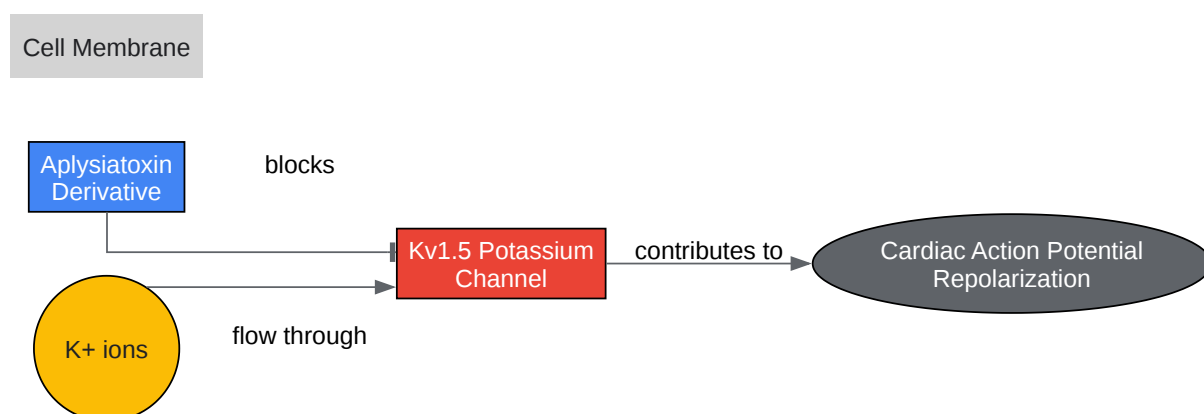 Cell Membrane
Aplysiatoxin
Derivative
blocks
Kv1.5 Potassium
Channel
contributes to
Cardiac Action Potential
Repolarization
K+ ions
flow through